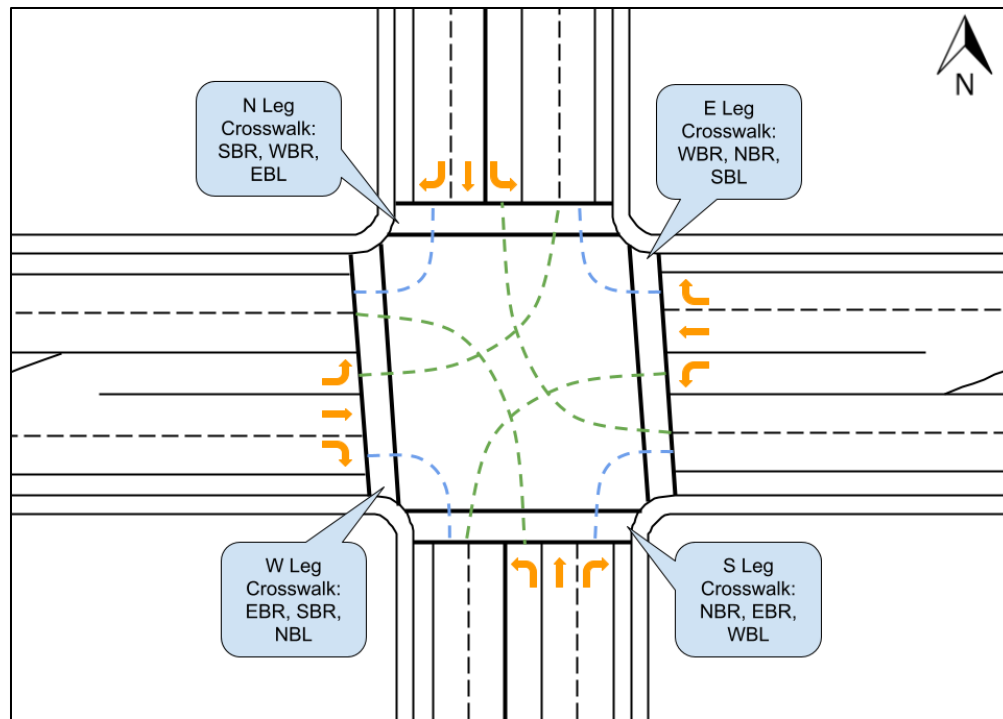 N Leg
Crosswalk:
SBR, WBR,
EBL
E Leg
Crosswalk:
WBR, NBR,
SBL
N
W Leg
Crosswalk:
EBR, SBR,
NBL
S Leg
Crosswalk:
NBR, EBR,
WBL